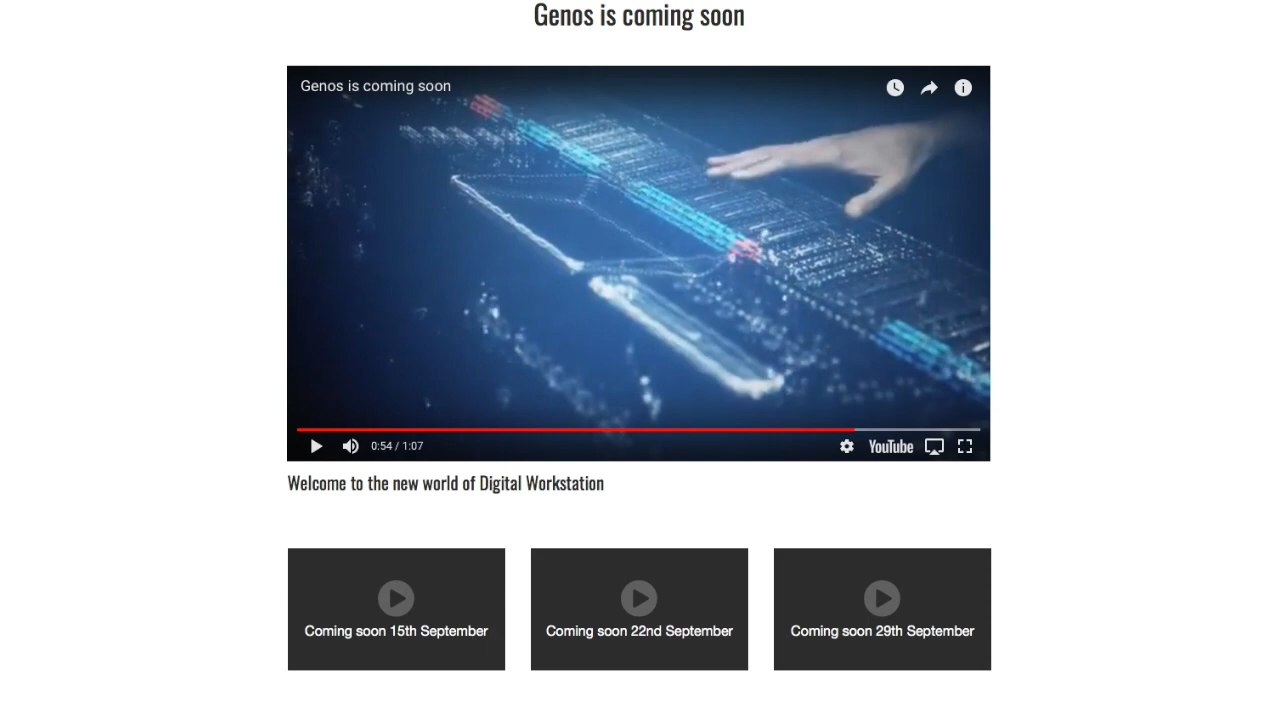 Genos is coming soon
Genos is coming soon
0:54 / 1:07
YouTube
Welcome to the new world of Digital Workstation
Coming soon 15th September
Coming soon 22nd September
Coming soon 29th September